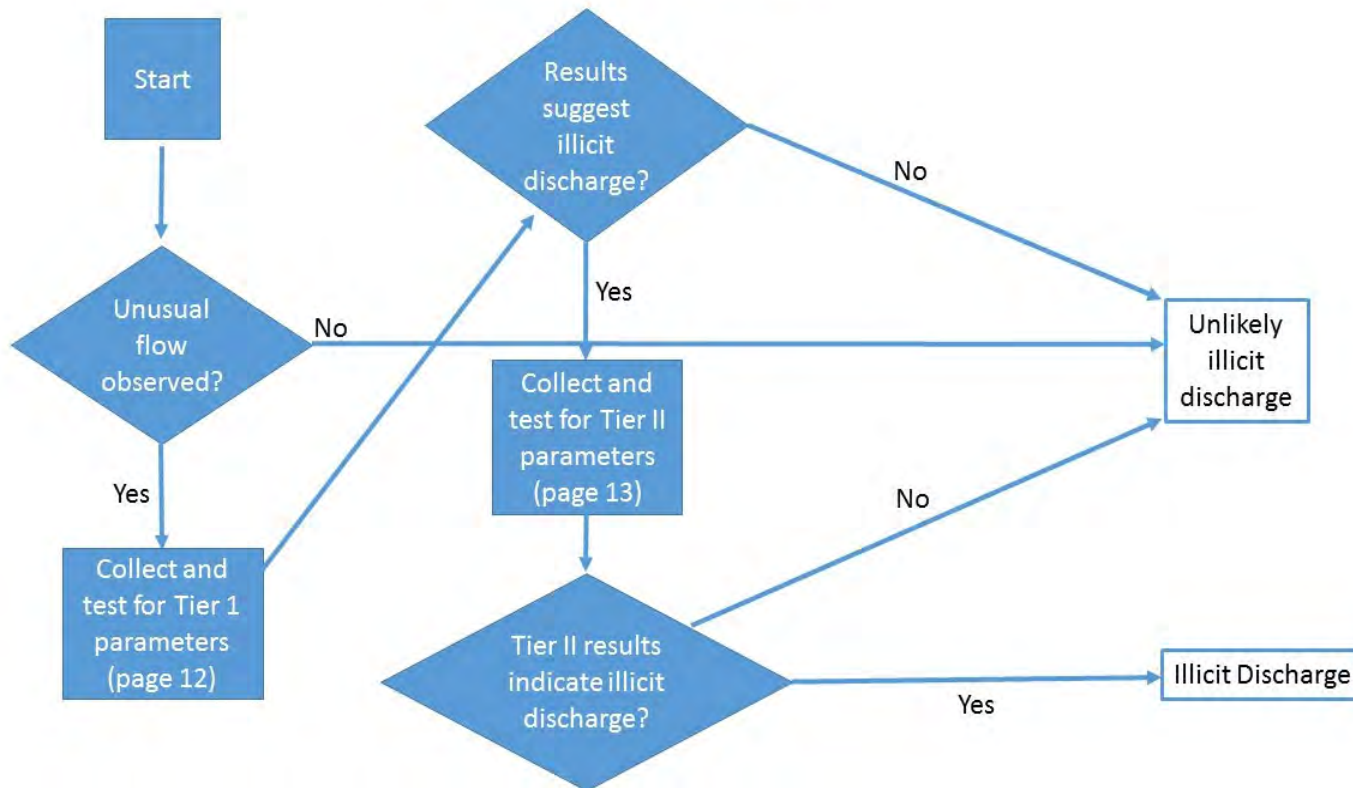 Start
Unusual
flow
observed?
No
Yes
Collect and
test for Tier 1
parameters
(page 12)
Results
suggest
illicit
discharge?
No
Yes
Collect and
test for Tier II
parameters
(page 13)
Tier II results
indicate illicit
discharge?
No
Yes
Unlikely
illicit
discharge
Illicit Discharge